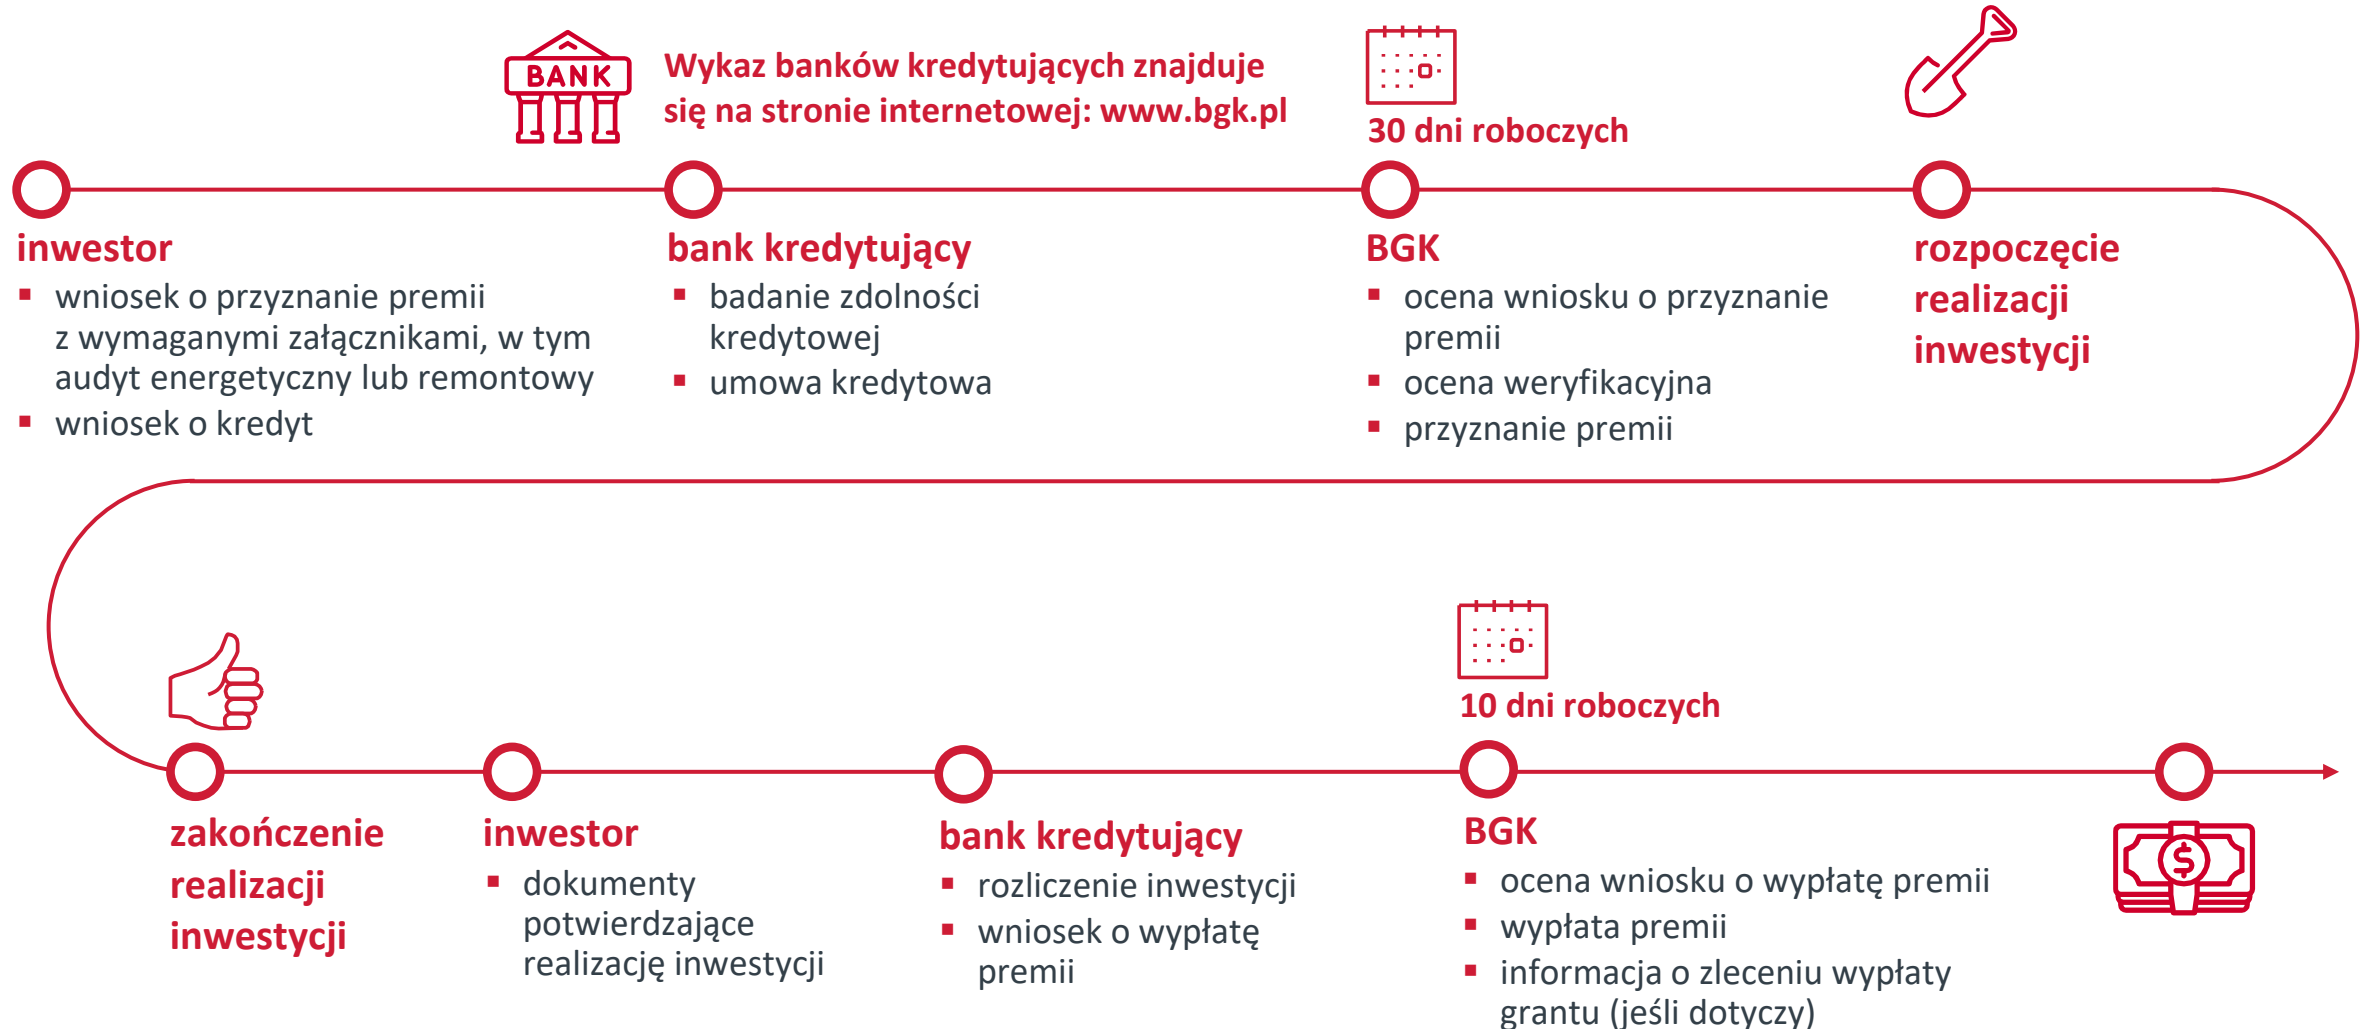 BANK
Wykaz banków kredytujących znajduje
się na stronie internetowej: www.bgk.pl
30 dni roboczych
inwestor
▪ wniosek o przyznanie premii
z wymaganymi załącznikami, w tym
audyt energetyczny lub remontowy
▪ wniosek o kredyt
bank kredytujący
▪ badanie zdolności
kredytowej
▪ umowa kredytowa
BGK
▪ ocena wniosku o przyznanie
premii
▪ ocena weryfikacyjna
▪ przyznanie premii
rozpoczęcie
realizacji
inwestycji
10 dni roboczych
zakończenie
realizacji
inwestycji
inwestor
▪ dokumenty
potwierdzające
realizację inwestycji
bank kredytujący
▪ rozliczenie inwestycji
▪ wniosek o wypłatę
premii
BGK
▪ ocena wniosku o wypłatę premii
▪ wypłata premii
▪ informacja o zleceniu wypłaty
grantu (jeśli dotyczy)
$